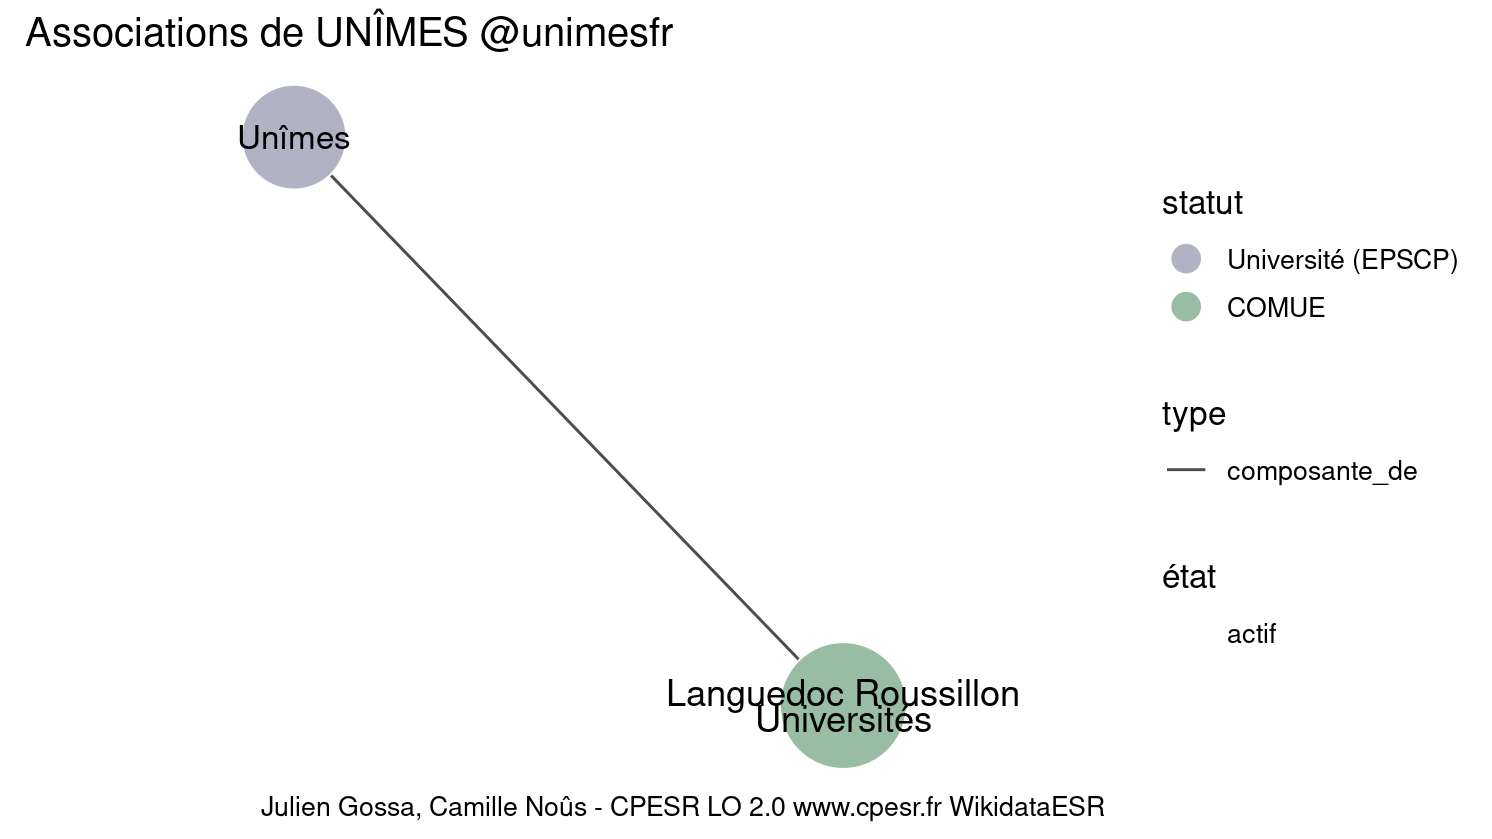 Associations de UNÎMES @unimesfr
Unîmes
statut
Université (EPSCP)
COMUE
type
composante_de
état
actif
Languedoc Roussillon
Universités
Julien Gossa, Camille Noûs - CPESR LO 2.0 www.cpesr.fr WikidataESR